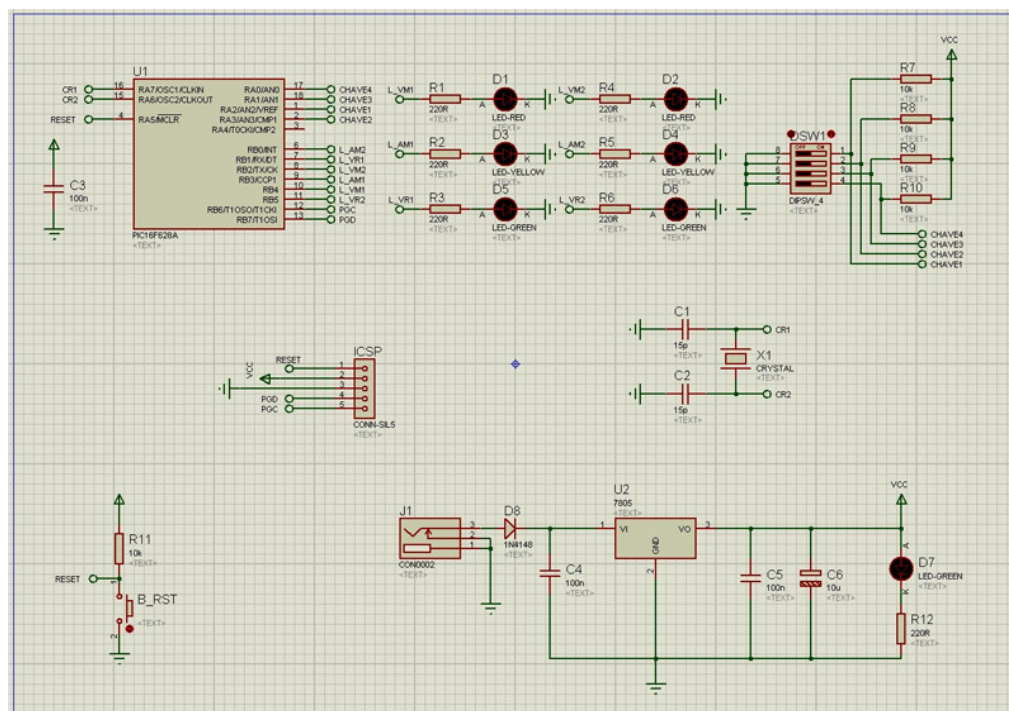 U1
CR1 16 RA7/OSC1/CLKIN RA0/AN0 17 CHAVE4
CR2 15 RA6/OSC2/CLKOUT RA1/AN1 18 CHAVE3
RA2/AN2/VREF 1 CHAVE1
RESET 4 RA5/MCLR RA3/AN3/CMP1 2 CHAVE2
RA4/T0CKI/CMP2 3
RB0/INT 6 L_AM2
RB1/RX/DT 7 L_VR1
RB2/TX/CK 8 L_VM2
RB3/CCP1 9 L_AM1
RB4 10 L_VM1
RB5 11 L_VR2
RB6/T1OSO/T1CKI 12 PGC
RB7/T1OSI 13 PGD
PIC16F628A
<TEXT>
C3
100n
<TEXT>
L_VM1 R1 D1
220R A K
<TEXT> LED-RED
<TEXT>
L_VM2 R4 D2
220R A K
<TEXT> LED-RED
<TEXT>
L_AM1 R2 D3
220R A K
<TEXT> LED-YELLOW
<TEXT>
L_AM2 R5 D4
220R A K
<TEXT> LED-YELLOW
<TEXT>
L_VR1 R3 D5
220R A K
<TEXT> LED-GREEN
<TEXT>
L_VR2 R6 D6
220R A K
<TEXT> LED-GREEN
<TEXT>
DSW1
OFF ON
8 1
7 2
6 3
5 4
DIPSW_4
<TEXT>
VCC
R7
10k
<TEXT>
R8
10k
<TEXT>
R9
10k
<TEXT>
R10
10k
<TEXT>
CHAVE4
CHAVE3
CHAVE2
CHAVE1
C1
15p
<TEXT>
CR1
X1
CRYSTAL
<TEXT>
C2
15p
<TEXT>
CR2
ICSP
RESET 1
VCC 2
3
PGD 4
PGC 5
CONN-SIL5
<TEXT>
R11
10k
<TEXT>
RESET
1
B_RST
<TEXT>
2
J1
3
2
1
CON0002
<TEXT>
D8
1N4148
<TEXT>
C4
100n
<TEXT>
U2
7805
<TEXT>
1 VI VO 3
GND
2
C5
100n
<TEXT>
C6
10u
<TEXT>
VCC
A
D7
LED-GREEN
<TEXT>
K
R12
220R
<TEXT>